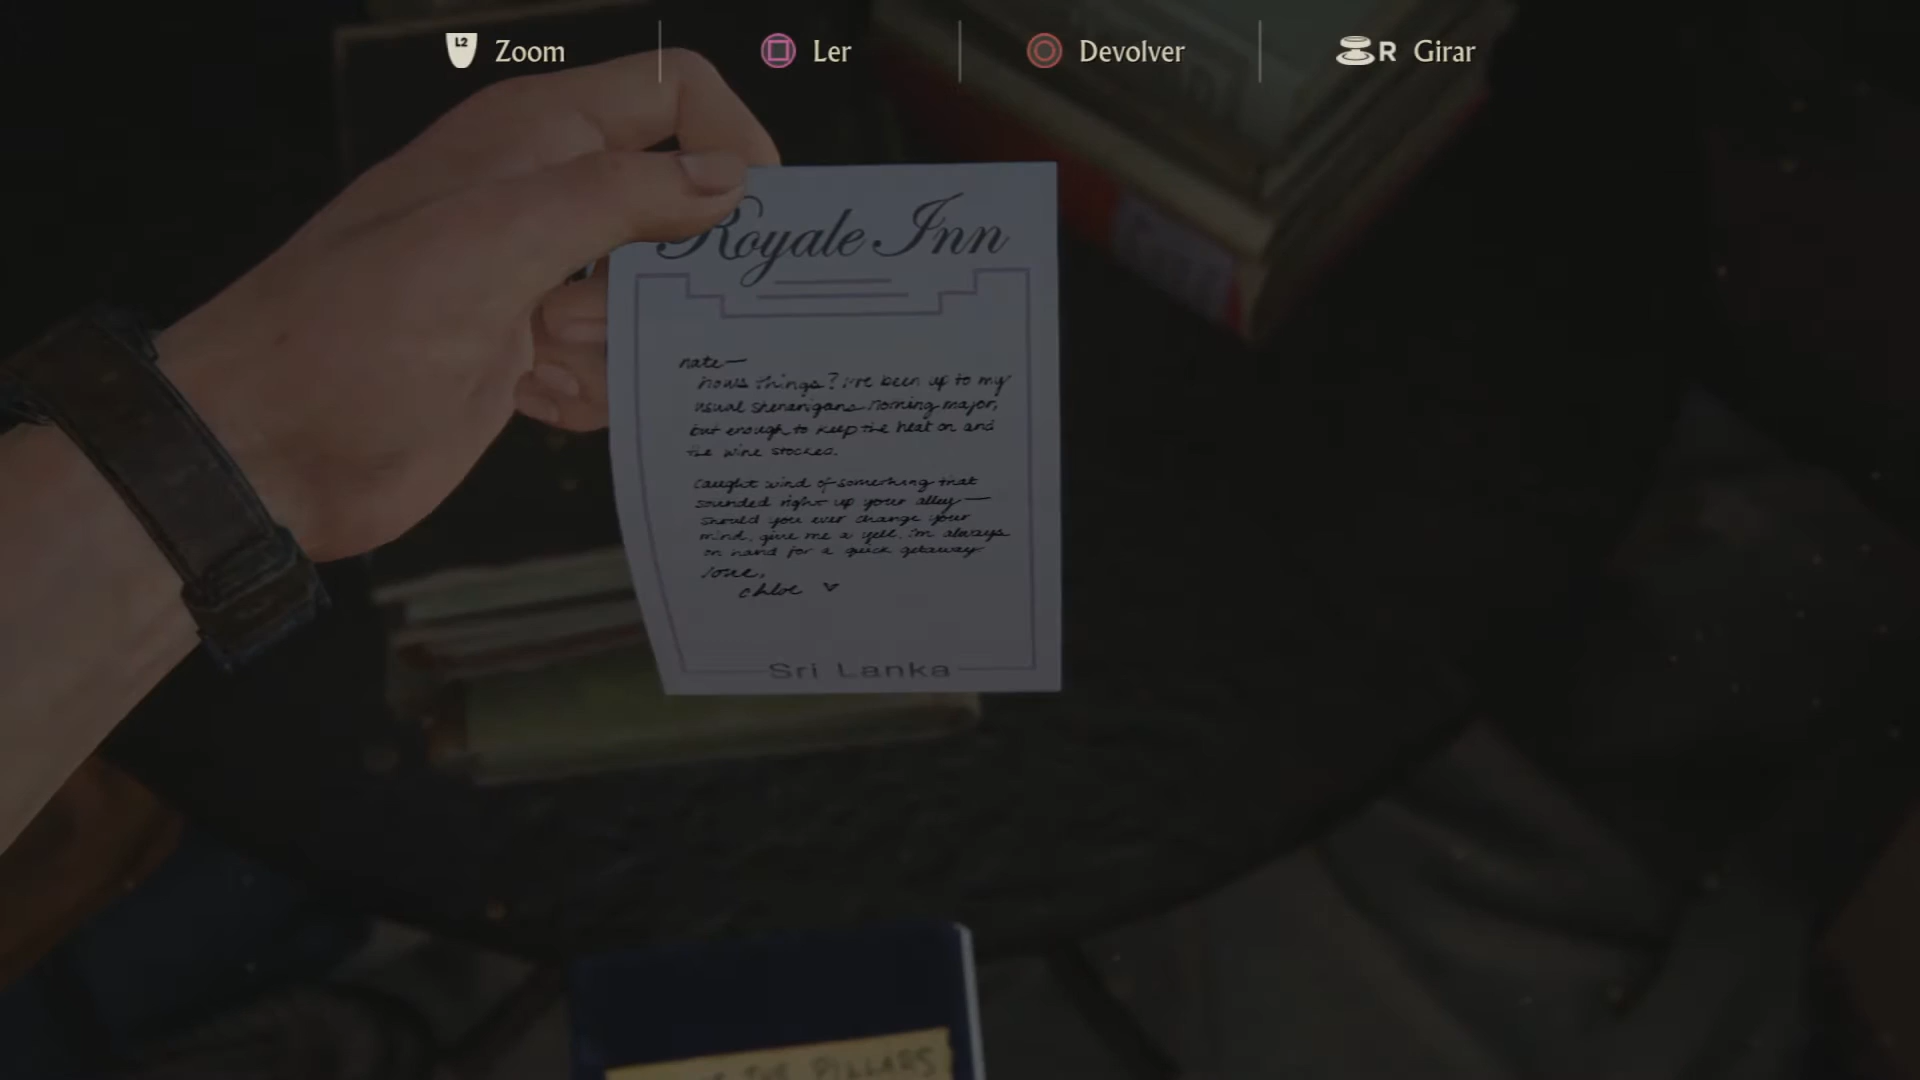 L2 Zoom
Ler
Devolver
R Girar
Royale Inn
nate—
hows things? I've been up to my
usual shenanigans. Nothing major,
but enough to keep the heat on and
the wine stocked.
Caught wind of something that
sounded right up your alley—
should you ever change your
mind, give me a yell. I'm always
on hand for a quick getaway
love,
chloe
Sri Lanka
THE PILLARS